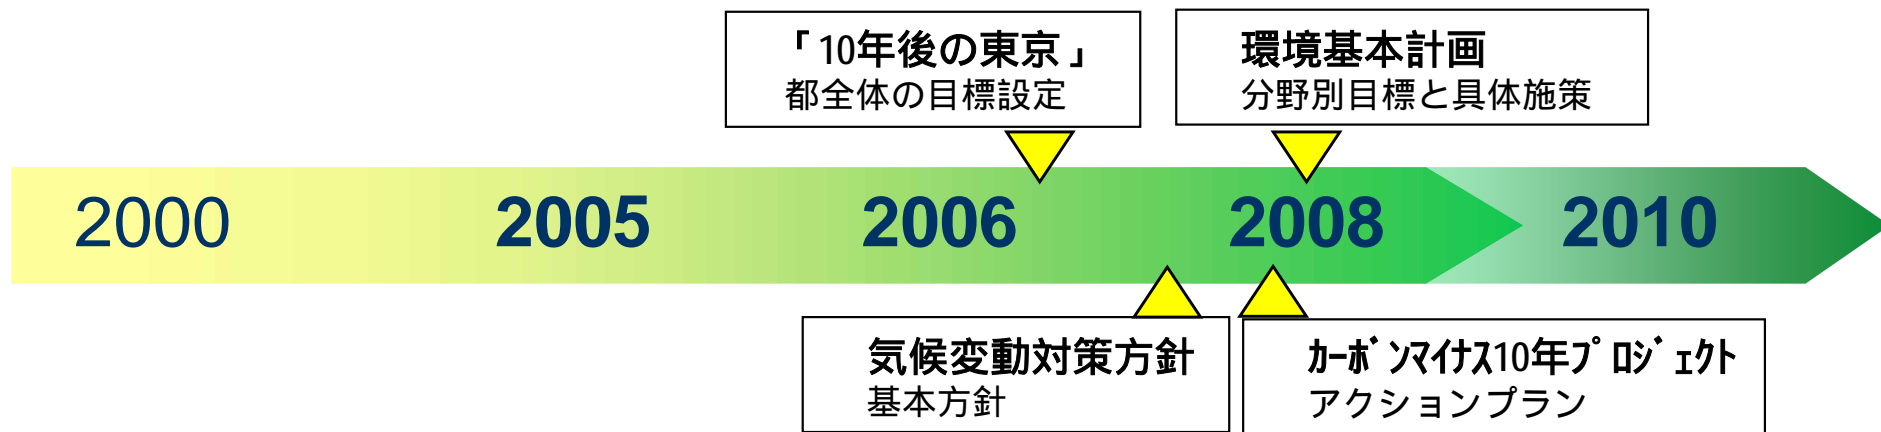 「10年後の東京」
都全体の目標設定
環境基本計画
分野別目標と具体施策
2000 2005 2006 2008 2010
気候変動対策方針
基本方針
ｶｰﾎﾞﾝﾏｲﾅｽ10年ﾌﾟﾛｼﾞｪｸﾄ
アクションプラン